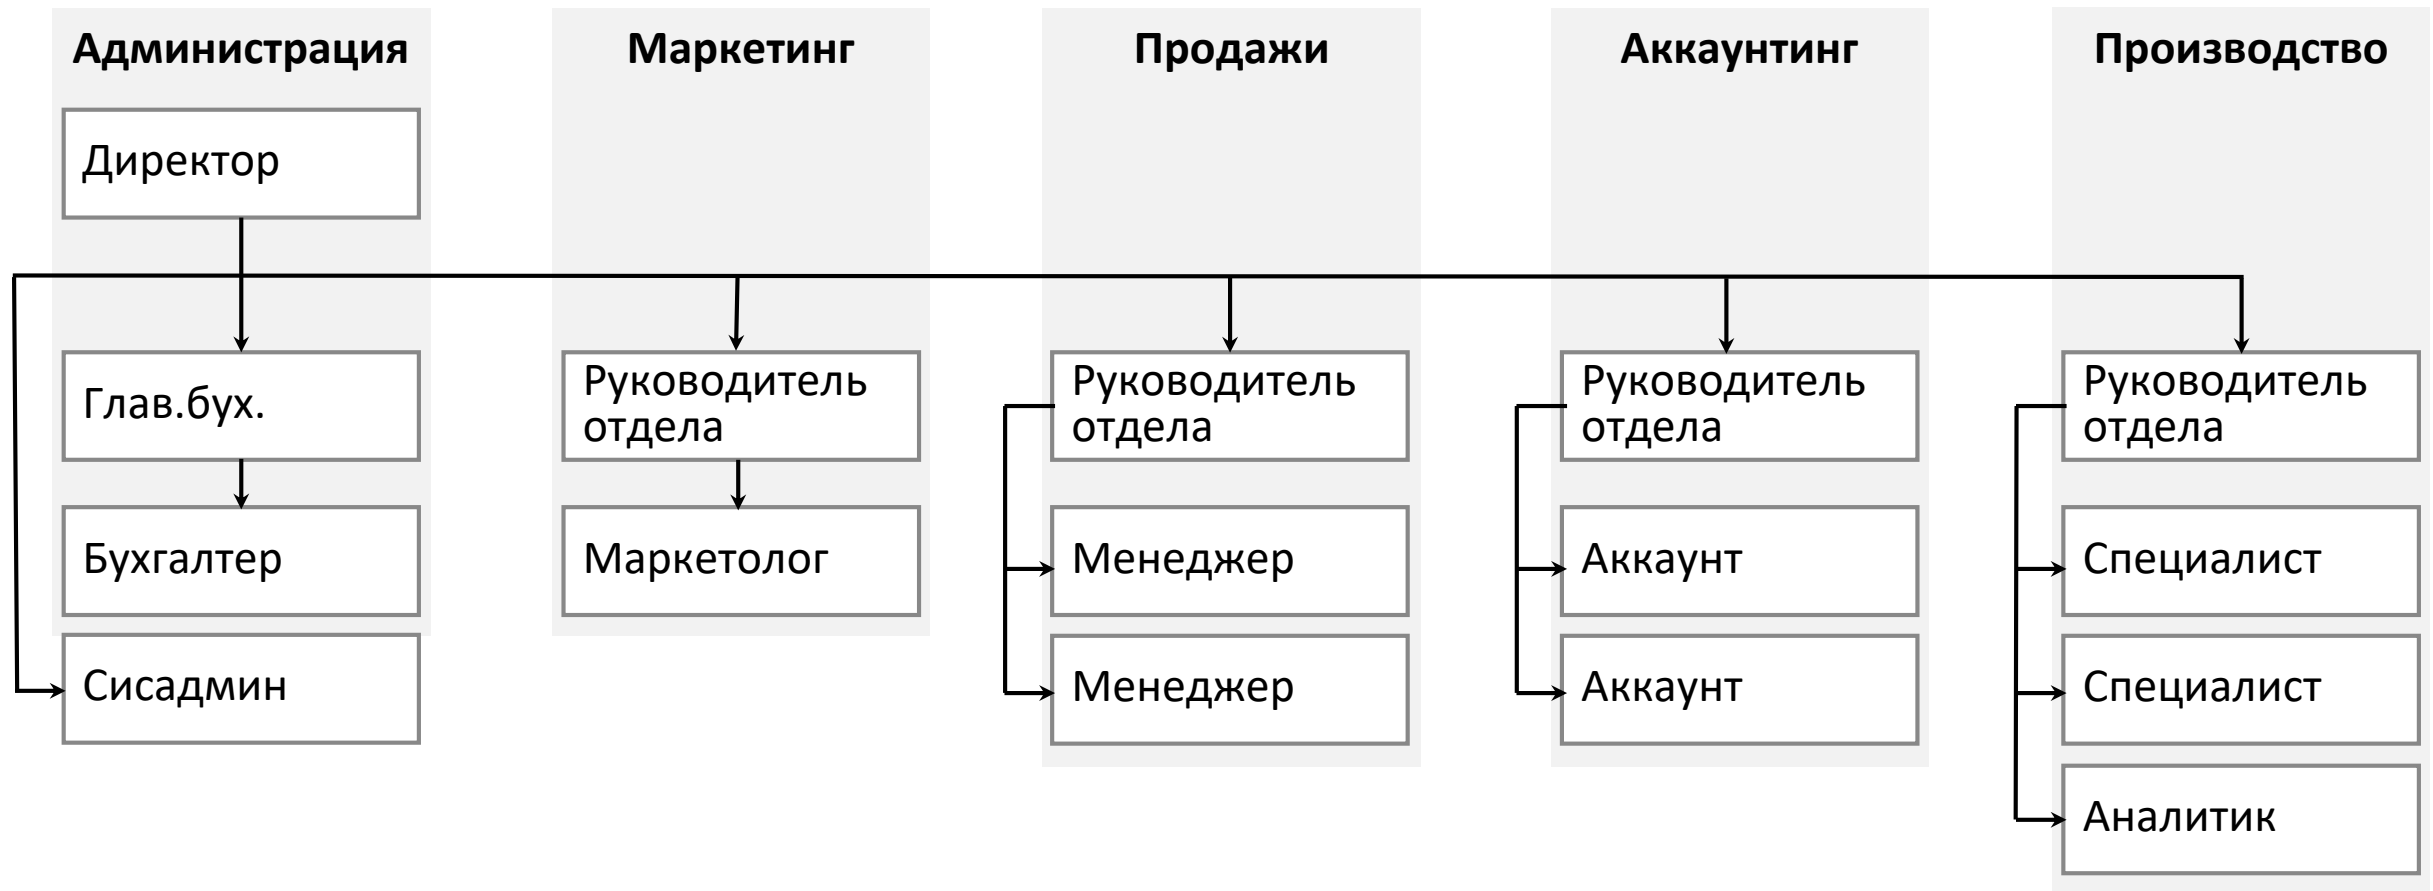 Администрация
Маркетинг
Продажи
Аккаунтинг
Производство
Директор
Глав.бух.
Руководитель
отдела
Руководитель
отдела
Руководитель
отдела
Руководитель
отдела
Бухгалтер
Маркетолог
Менеджер
Аккаунт
Специалист
Сисадмин
Менеджер
Аккаунт
Специалист
Аналитик